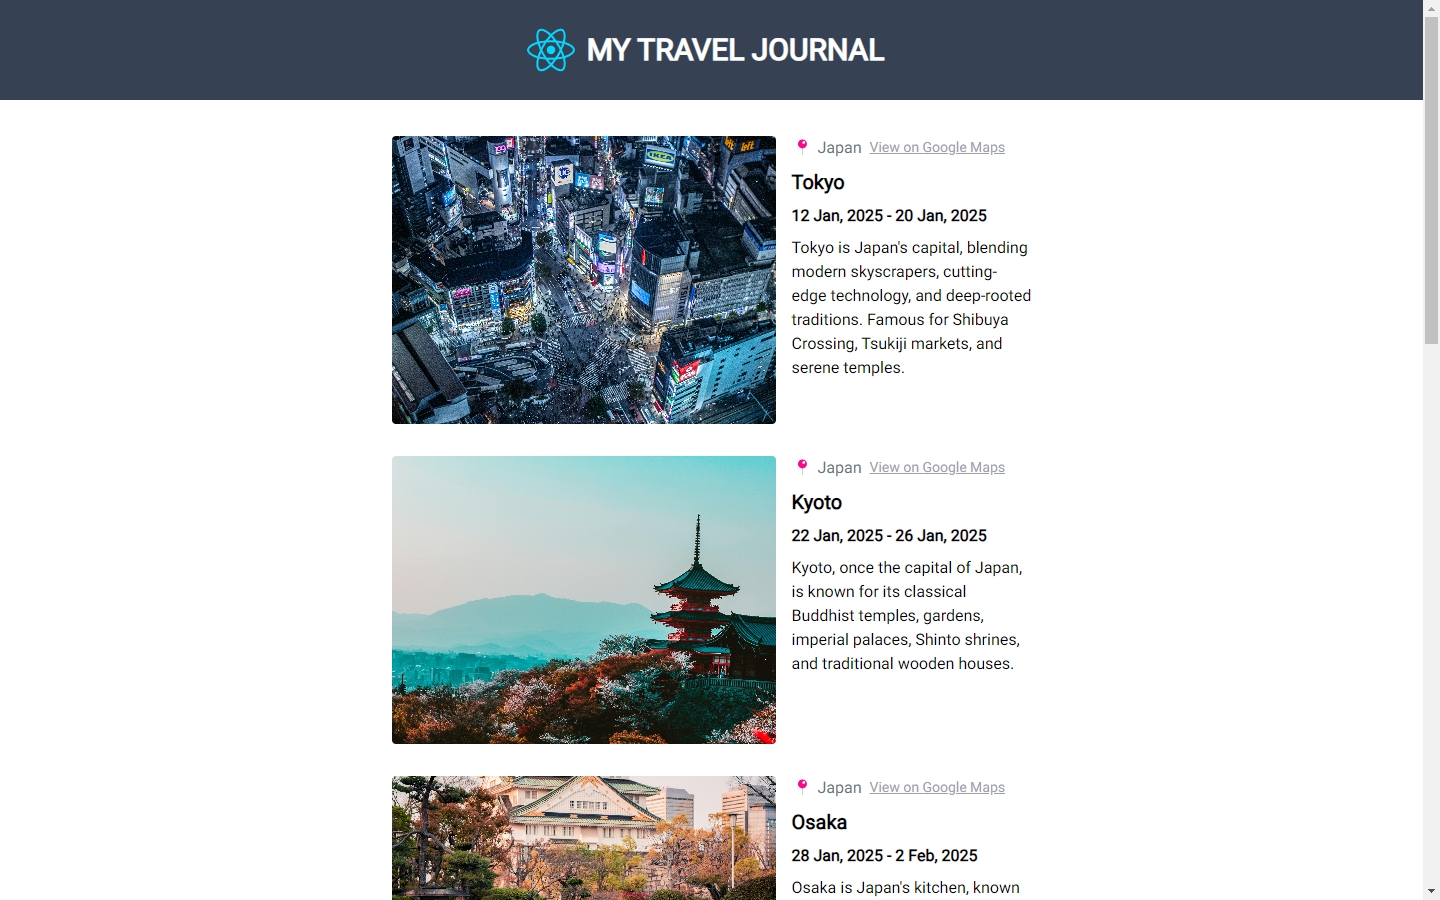 MY TRAVEL JOURNAL
IKEA
Japan View on Google Maps
Tokyo
12 Jan, 2025 - 20 Jan, 2025
Tokyo is Japan's capital, blending
modern skyscrapers, cutting-
edge technology, and deep-rooted
traditions. Famous for Shibuya
Crossing, Tsukiji markets, and
serene temples.
Japan View on Google Maps
Kyoto
22 Jan, 2025 - 26 Jan, 2025
Kyoto, once the capital of Japan,
is known for its classical
Buddhist temples, gardens,
imperial palaces, Shinto shrines,
and traditional wooden houses.
Japan View on Google Maps
Osaka
28 Jan, 2025 - 2 Feb, 2025
Osaka is Japan's kitchen, known